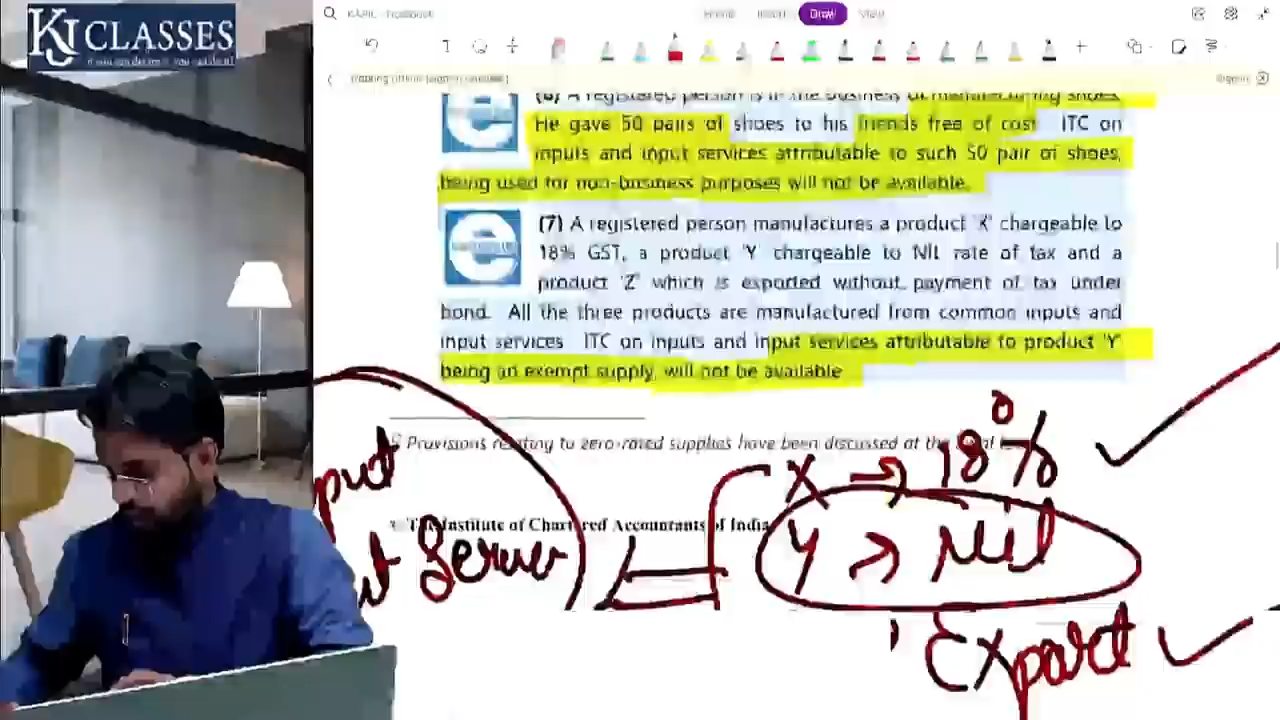 KJ CLASSES
Draw
View
(6) A registered person is in the business of manufacturing shoes.
He gave 50 pairs of shoes to his friends free of cost ITC on
inputs and input services attributable to such 50 pair of shoes,
being used for non-business purposes will not be available.
(7) A registered person manufactures a product 'X' chargeable to
18% GST, a product 'Y' chargeable to Nil rate of tax and a
product 'Z' which is exported without payment of tax under
bond. All the three products are manufactured from common inputs and
input services ITC on inputs and input services attributable to product 'Y'
being an exempt supply, will not be available
Provisions relating to zero-rated supplies have been discussed at the
X → 18%
put
The Institute of Chartered Accountants of India
Y → Nil
Export